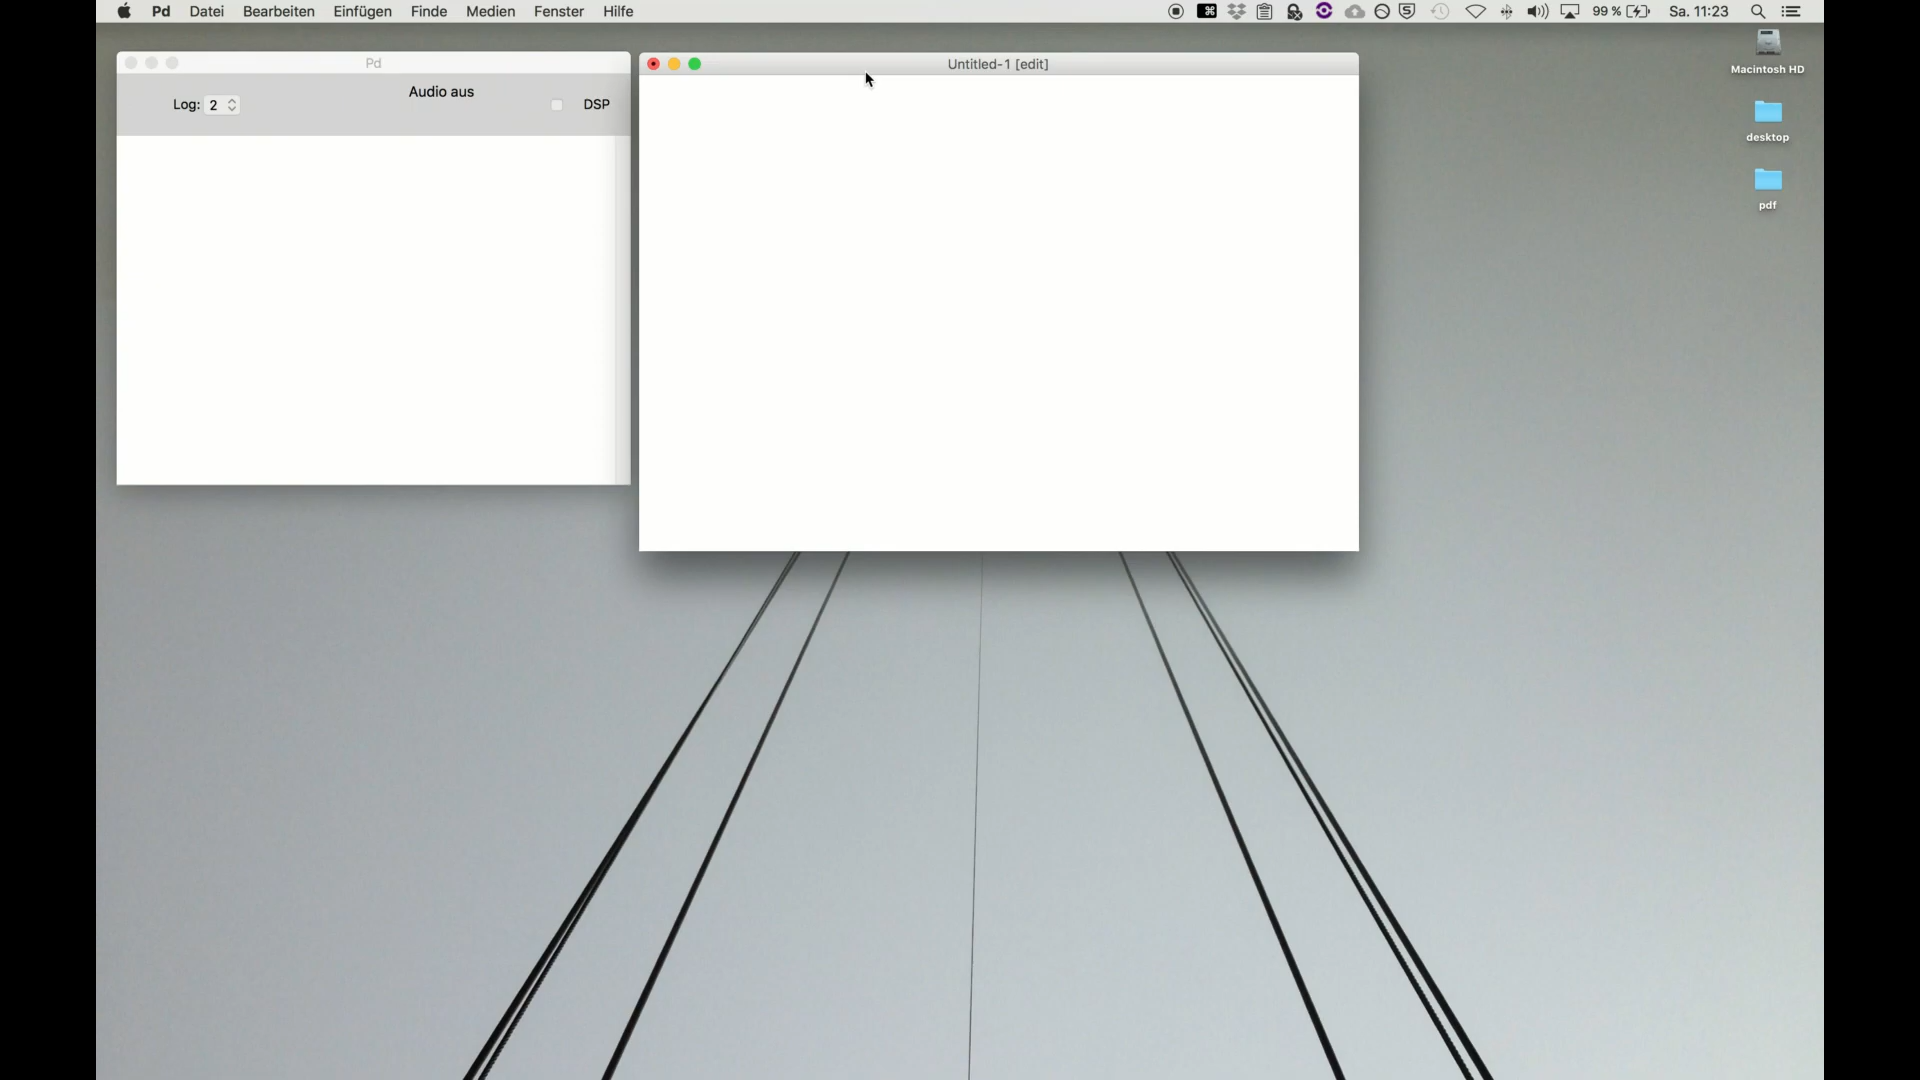 Pd Datei Bearbeiten Einfügen Finde Medien Fenster Hilfe 99 % Sa. 11:23
Pd
Audio aus
Log: 2
DSP
Untitled-1 [edit]
Macintosh HD
desktop
pdf